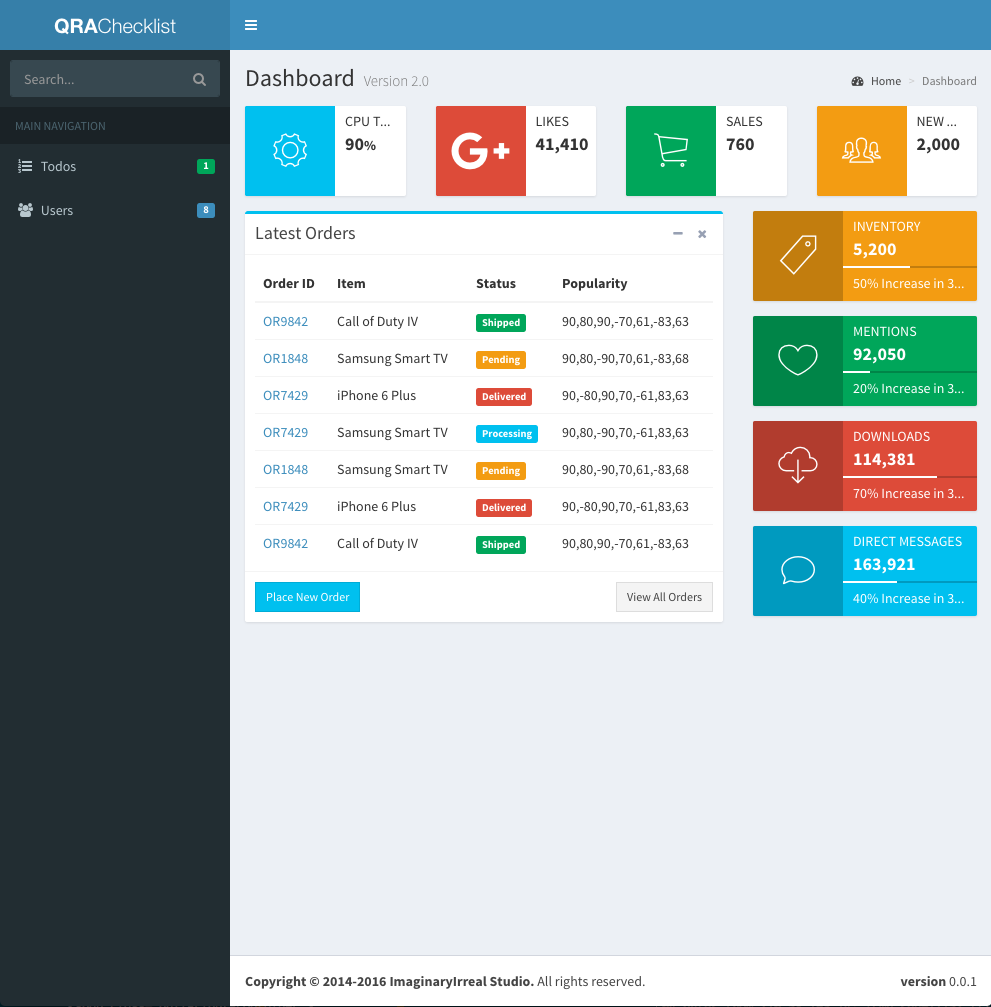 QRAChecklist
Search...
MAIN NAVIGATION
Todos 1
Users 8
Dashboard Version 2.0
Home > Dashboard
CPU T...
90%
LIKES
41,410
SALES
760
NEW ...
2,000
Latest Orders
Order ID Item Status Popularity
OR9842 Call of Duty IV Shipped 90,80,90,-70,61,-83,63
OR1848 Samsung Smart TV Pending 90,80,-90,70,61,-83,68
OR7429 iPhone 6 Plus Delivered 90,-80,90,70,-61,83,63
OR7429 Samsung Smart TV Processing 90,80,-90,70,-61,83,63
OR1848 Samsung Smart TV Pending 90,80,-90,70,61,-83,68
OR7429 iPhone 6 Plus Delivered 90,-80,90,70,-61,83,63
OR9842 Call of Duty IV Shipped 90,80,90,-70,61,-83,63
Place New Order View All Orders
INVENTORY
5,200
50% Increase in 3...
MENTIONS
92,050
20% Increase in 3...
DOWNLOADS
114,381
70% Increase in 3...
DIRECT MESSAGES
163,921
40% Increase in 3...
Copyright © 2014-2016 ImaginaryIrreal Studio. All rights reserved. version 0.0.1